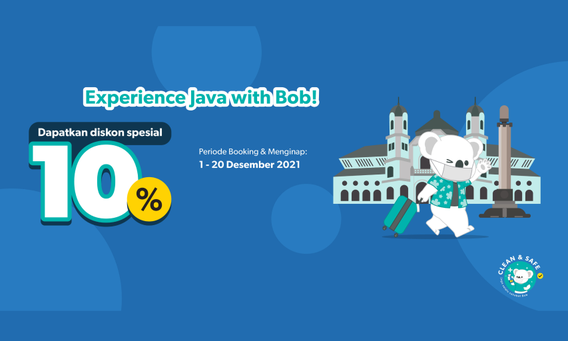 Experience Java with Bob!
Dapatkan diskon spesial
10%
Periode Booking & Menginap:
1 - 20 Desember 2021
CLEAN & SAFE